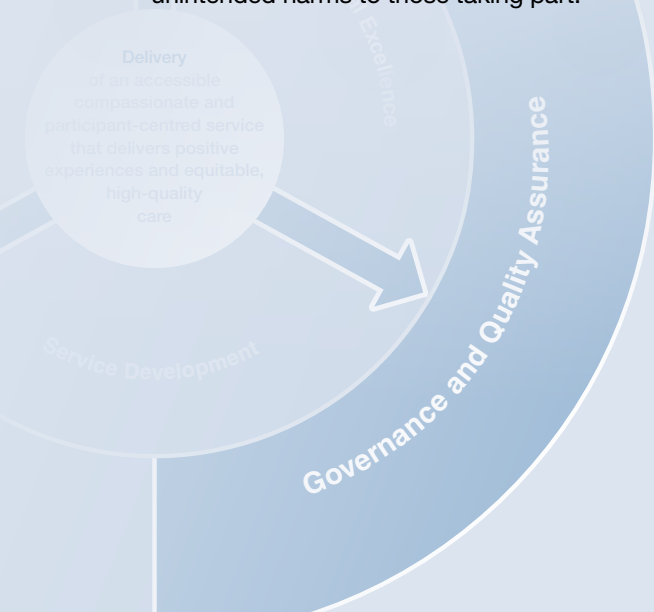 unintended harms to those taking part.
Excellence
Delivery
of an accessible
compassionate and
participant-centred service
that delivers positive
experiences and equitable,
high-quality
care
Governance and Quality Assurance
Service Development